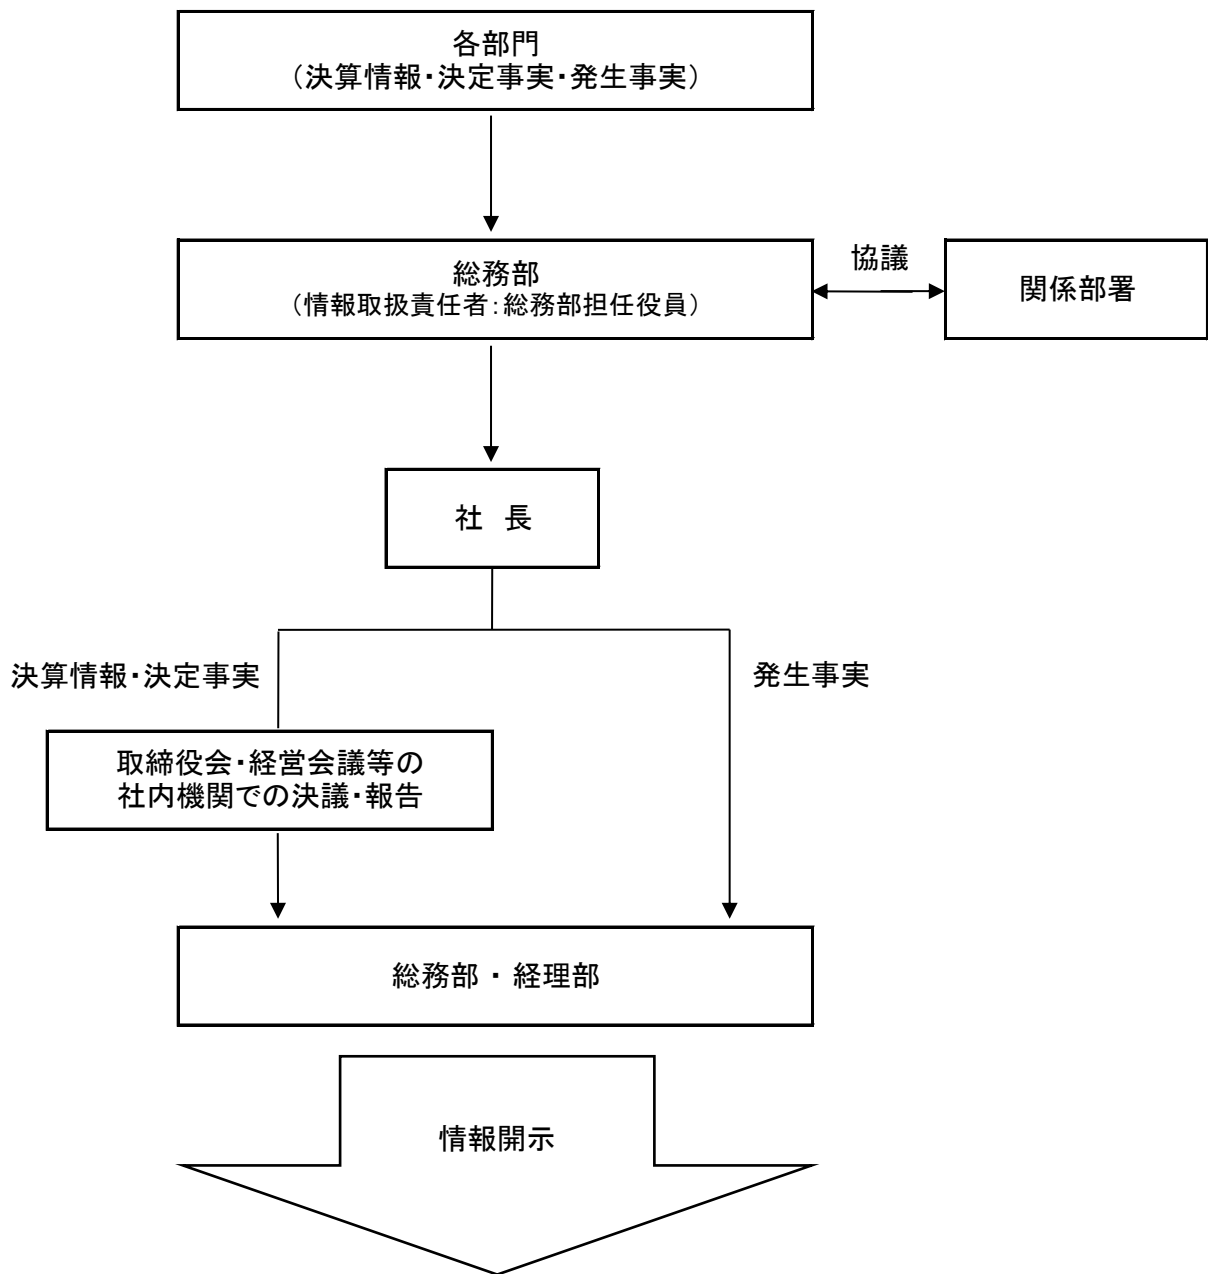 各部門
（決算情報・決定事実・発生事実）
総務部
（情報取扱責任者：総務部担任役員）
協議
関係部署
社　長
決算情報・決定事実
発生事実
取締役会・経営会議等の
社内機関での決議・報告
総務部 ・ 経理部
情報開示